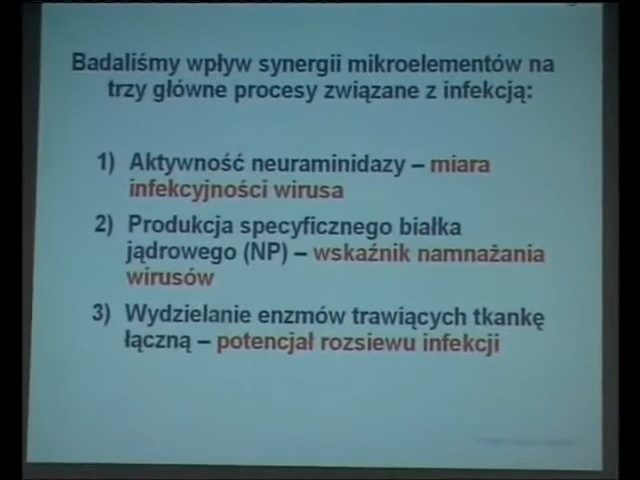 Badaliśmy wpływ synergii mikroelementów na
trzy główne procesy związane z infekcją:
1) Aktywność neuraminidazy – miara
infekcyjności wirusa
2) Produkcja specyficznego białka
jądrowego (NP) – wskaźnik namnażania
wirusów
3) Wydzielanie enzmów trawiących tkankę
łączną – potencjał rozsiewu infekcji